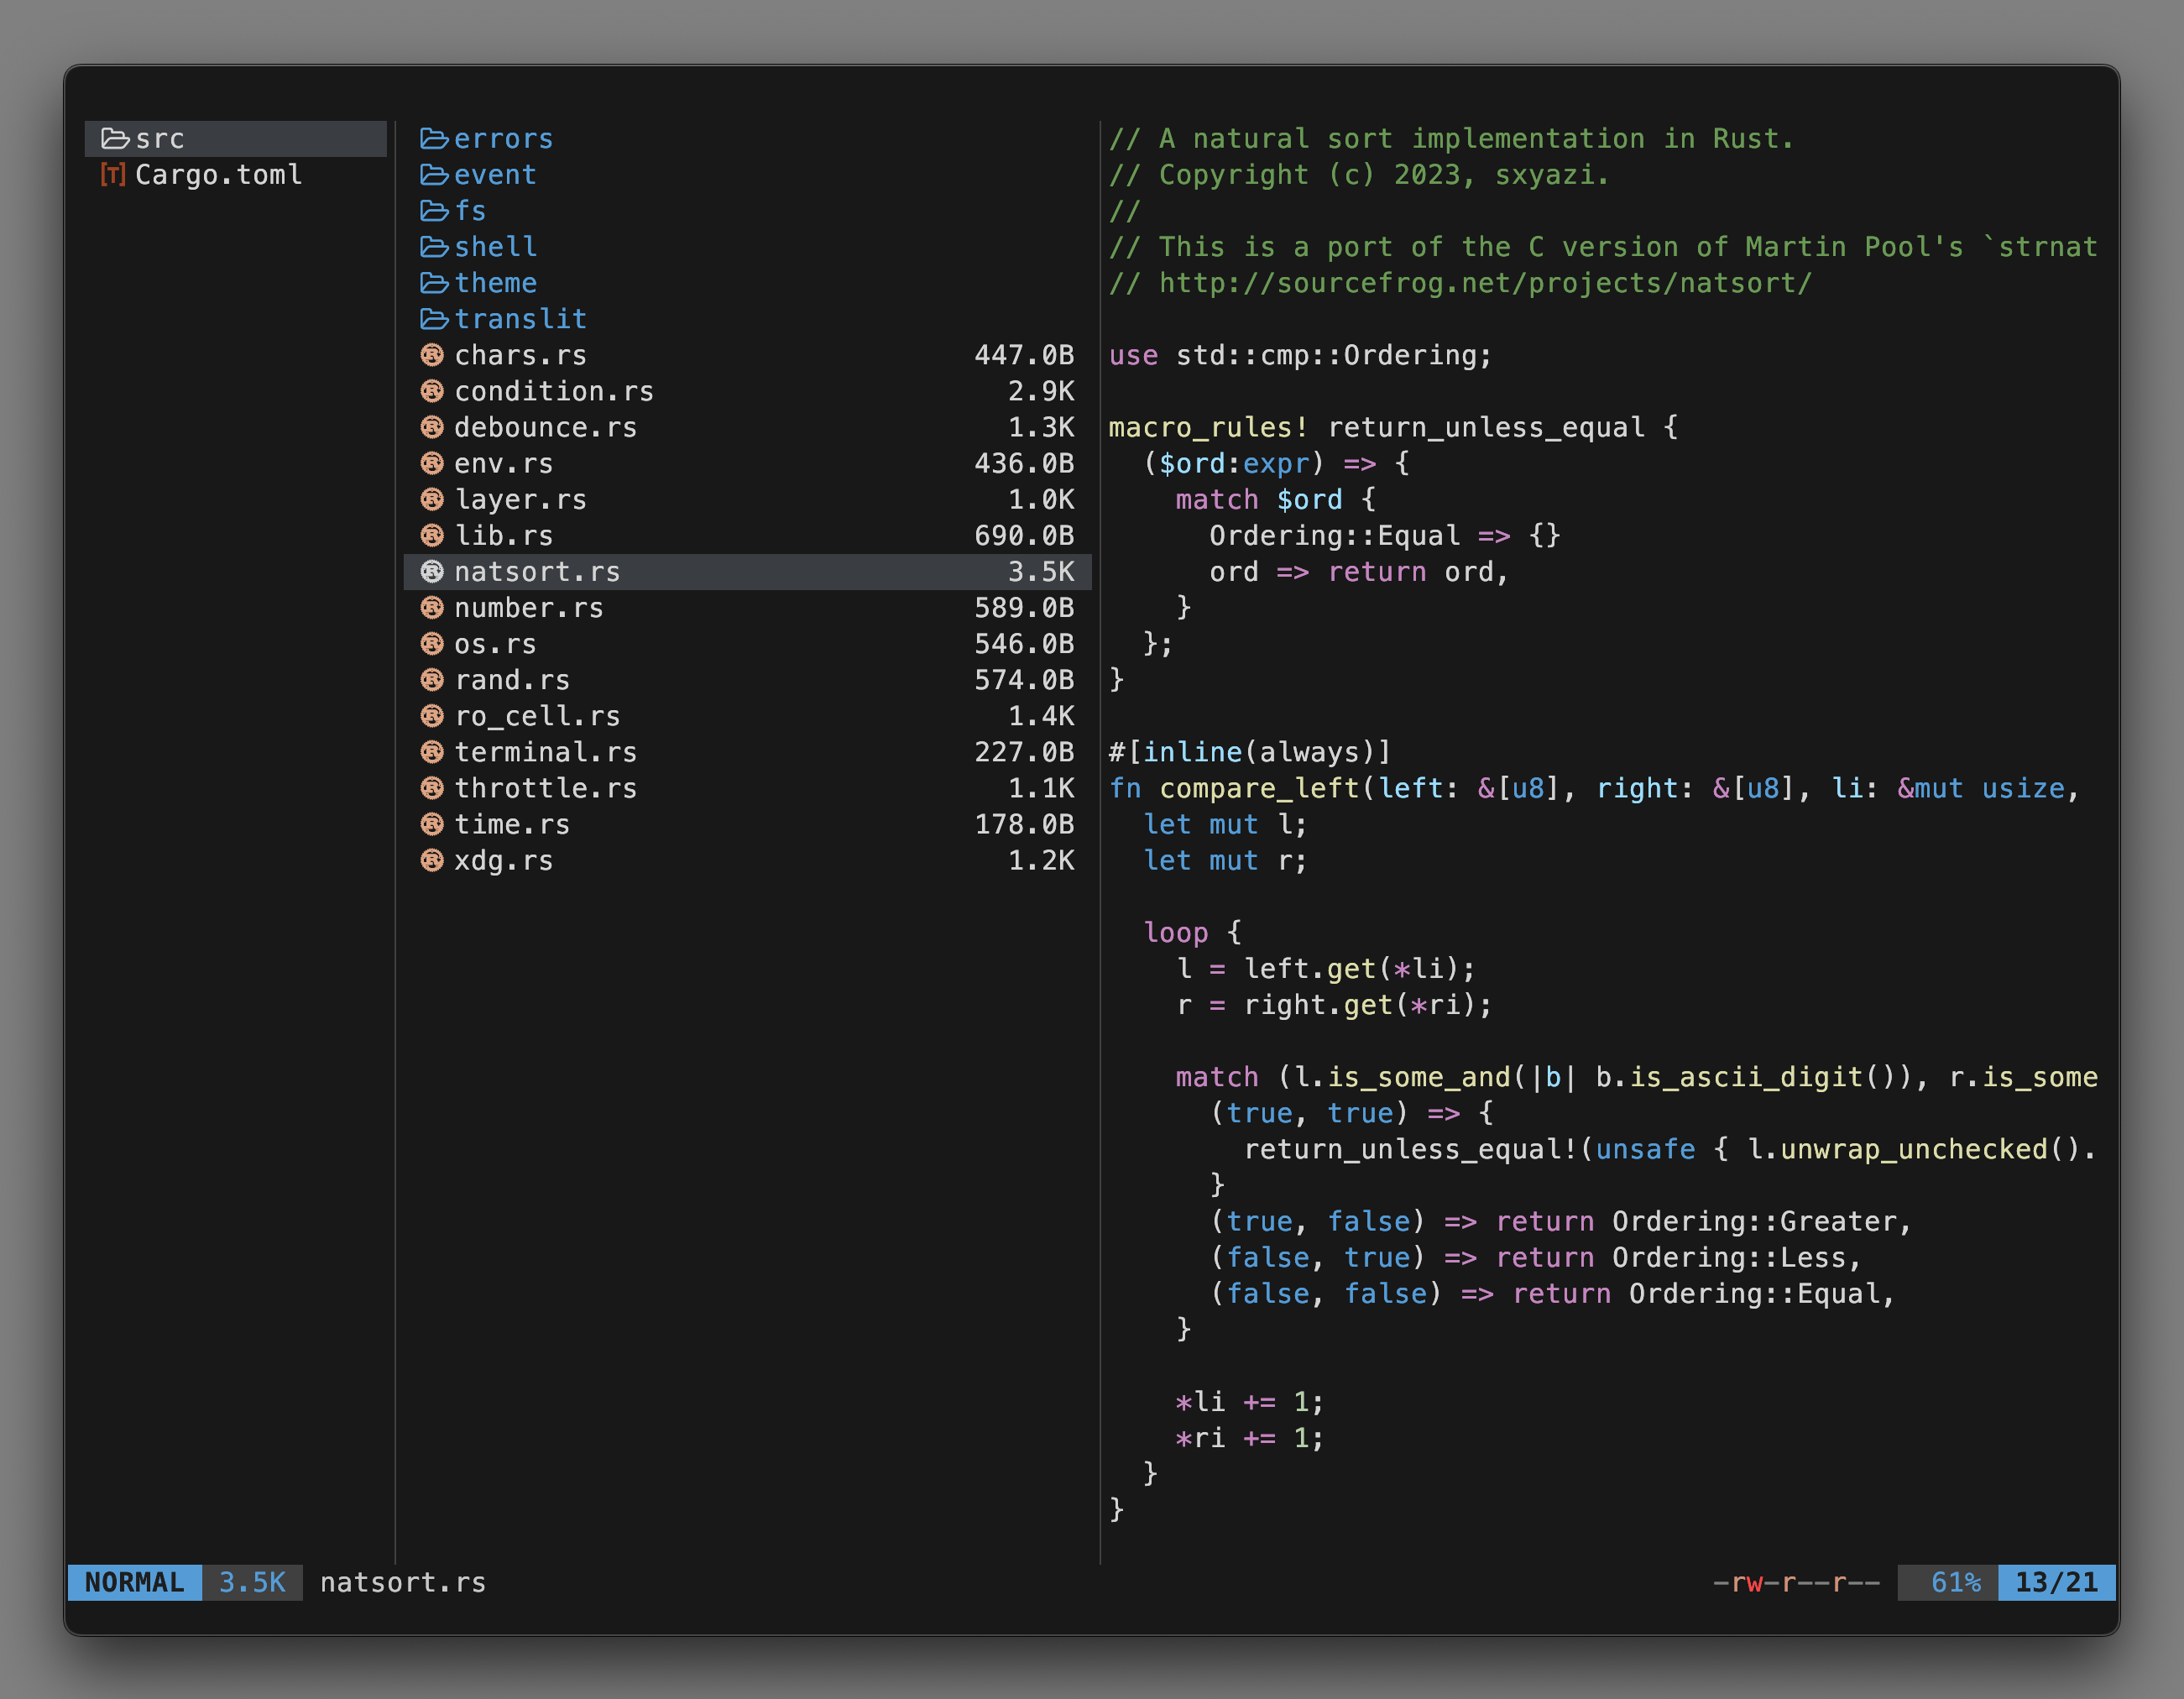 src
Cargo.toml
errors
event
fs
shell
theme
translit
chars.rs 447.0B
condition.rs 2.9K
debounce.rs 1.3K
env.rs 436.0B
layer.rs 1.0K
lib.rs 690.0B
natsort.rs 3.5K
number.rs 589.0B
os.rs 546.0B
rand.rs 574.0B
ro_cell.rs 1.4K
terminal.rs 227.0B
throttle.rs 1.1K
time.rs 178.0B
xdg.rs 1.2K
// A natural sort implementation in Rust.
// Copyright (c) 2023, sxyazi.
//
// This is a port of the C version of Martin Pool's `strnat
// http://sourcefrog.net/projects/natsort/
use std::cmp::Ordering;
macro_rules! return_unless_equal {
  ($ord:expr) => {
    match $ord {
      Ordering::Equal => {}
      ord => return ord,
    }
  };
}
#[inline(always)]
fn compare_left(left: &[u8], right: &[u8], li: &mut usize,
  let mut l;
  let mut r;
  loop {
    l = left.get(*li);
    r = right.get(*ri);
    match (l.is_some_and(|b| b.is_ascii_digit()), r.is_some
      (true, true) => {
        return_unless_equal!(unsafe { l.unwrap_unchecked().
      }
      (true, false) => return Ordering::Greater,
      (false, true) => return Ordering::Less,
      (false, false) => return Ordering::Equal,
    }
    *li += 1;
    *ri += 1;
  }
}
NORMAL 3.5K natsort.rs -rw-r--r-- 61% 13/21